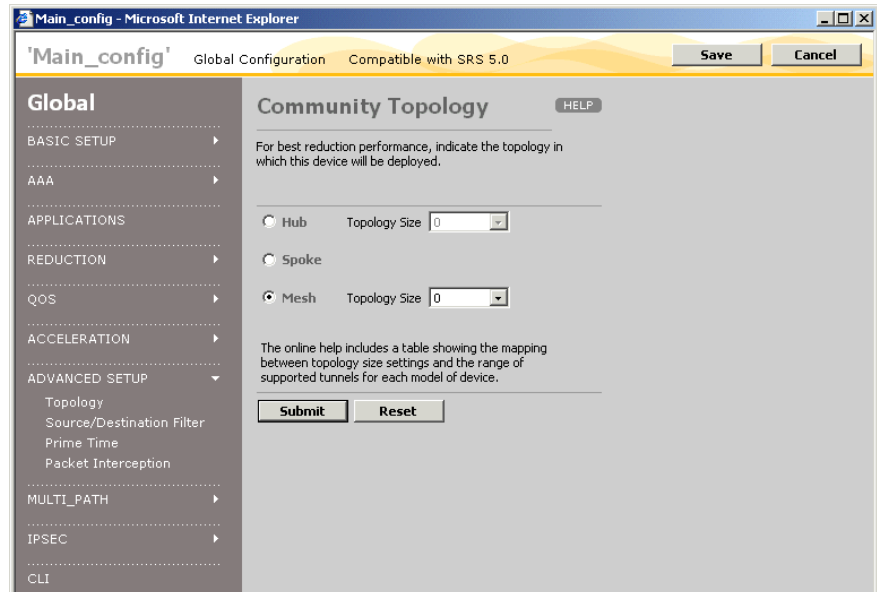 Main_config - Microsoft Internet Explorer
'Main_config' Global Configuration Compatible with SRS 5.0 Save Cancel
Global
BASIC SETUP
AAA
APPLICATIONS
REDUCTION
QOS
ACCELERATION
ADVANCED SETUP
Topology
Source/Destination Filter
Prime Time
Packet Interception
MULTI_PATH
IPSEC
CLI
Community Topology HELP
For best reduction performance, indicate the topology in
which this device will be deployed.
Hub Topology Size 0
Spoke
Mesh Topology Size 0
The online help includes a table showing the mapping
between topology size settings and the range of
supported tunnels for each model of device.
Submit Reset